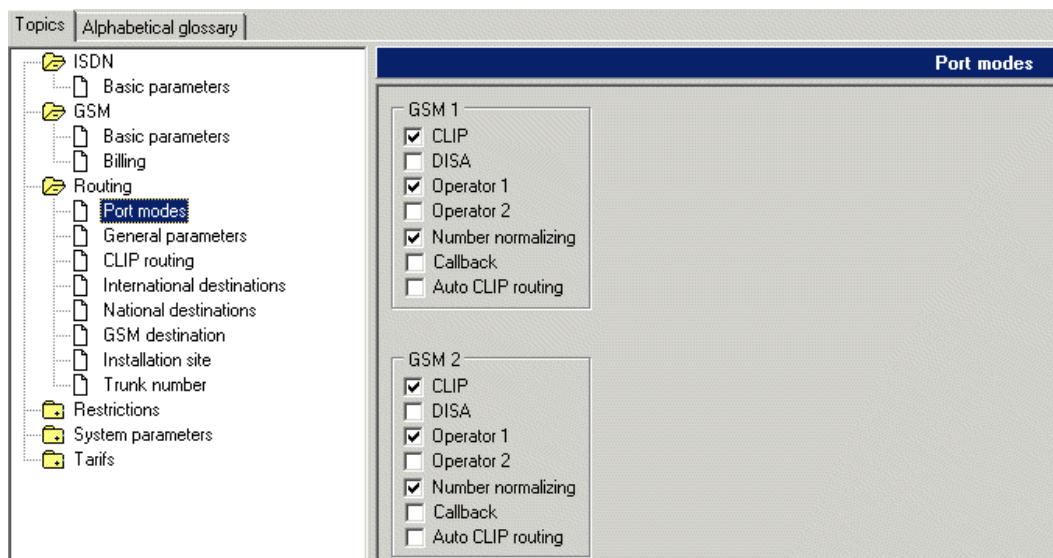 Topics
Alphabetical glossary
ISDN
Basic parameters
GSM
Basic parameters
Billing
Routing
Port modes
General parameters
CLIP routing
International destinations
National destinations
GSM destination
Installation site
Trunk number
Restrictions
System parameters
Tarifs
Port modes
GSM 1
CLIP
DISA
Operator 1
Operator 2
Number normalizing
Callback
Auto CLIP routing
GSM 2
CLIP
DISA
Operator 1
Operator 2
Number normalizing
Callback
Auto CLIP routing